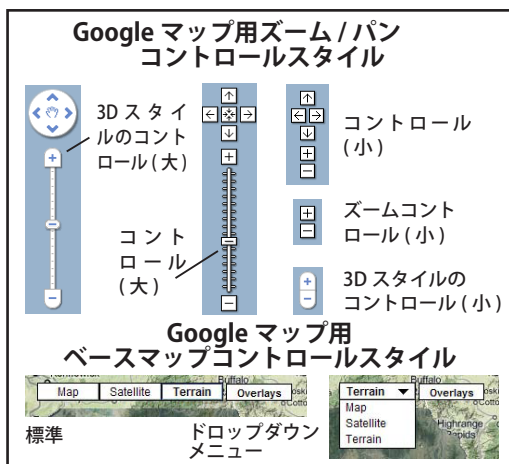 Google マップ用ズーム / パン
コントロールスタイル
3D スタイ
ルのコント
ロール ( 大 )
コント
ロール
( 大 )
コントロール
( 小 )
ズームコント
ロール ( 小 )
3D スタイルの
コントロール ( 小 )
Google マップ用
ベースマップコントロールスタイル
Map Satellite Terrain Overlays
Buffalo
標準
ドロップダウン
メニュー
Terrain Overlays
Buffalo
Map
Satellite
Terrain
Highrange
Rapids